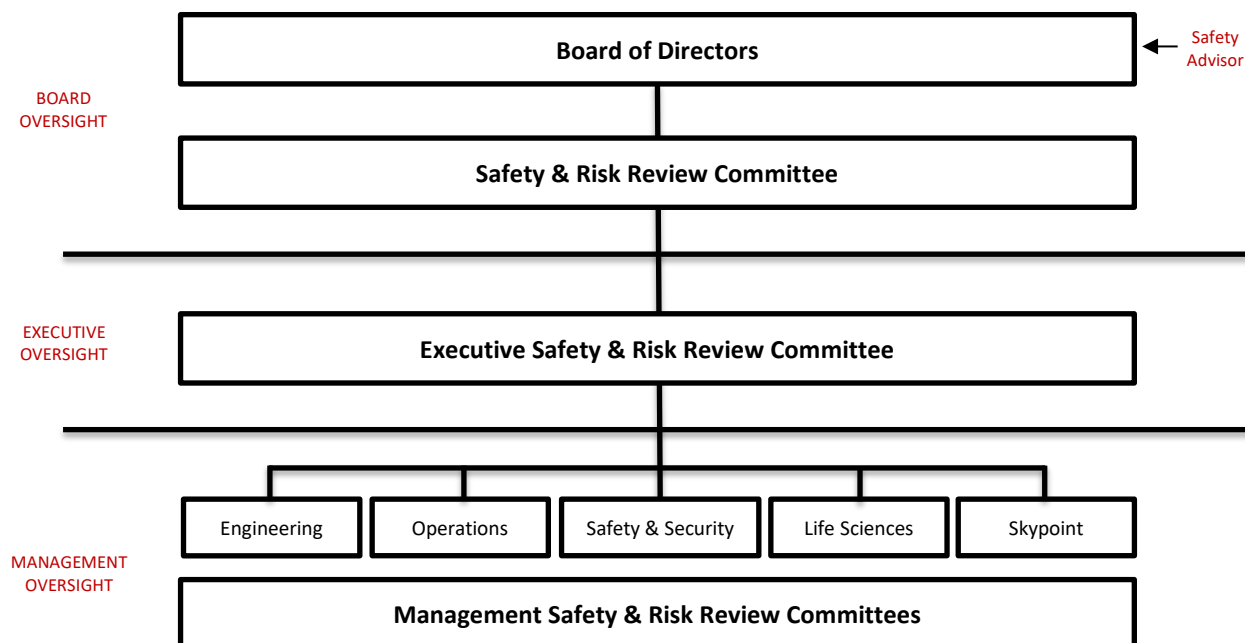 Board of Directors
Safety
Advisor
BOARD
OVERSIGHT
Safety & Risk Review Committee
EXECUTIVE
OVERSIGHT
Executive Safety & Risk Review Committee
Engineering
Operations
Safety & Security
Life Sciences
Skypoint
MANAGEMENT
OVERSIGHT
Management Safety & Risk Review Committees